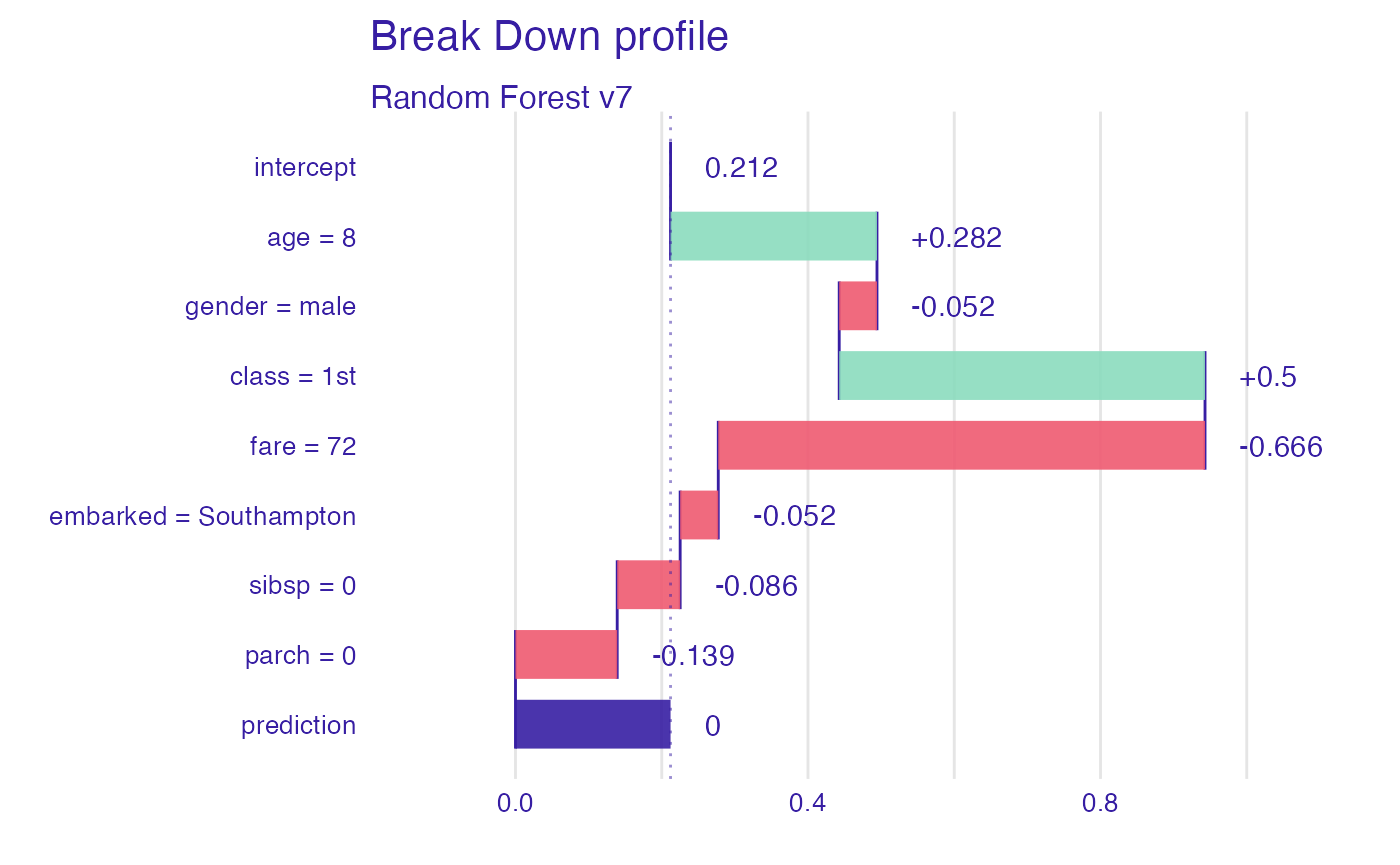 Break Down profile
Random Forest v7
intercept 0.212
age = 8 +0.282
gender = male -0.052
class = 1st +0.5
fare = 72 -0.666
embarked = Southampton -0.052
sibsp = 0 -0.086
parch = 0 -0.139
prediction 0
0.0 0.4 0.8